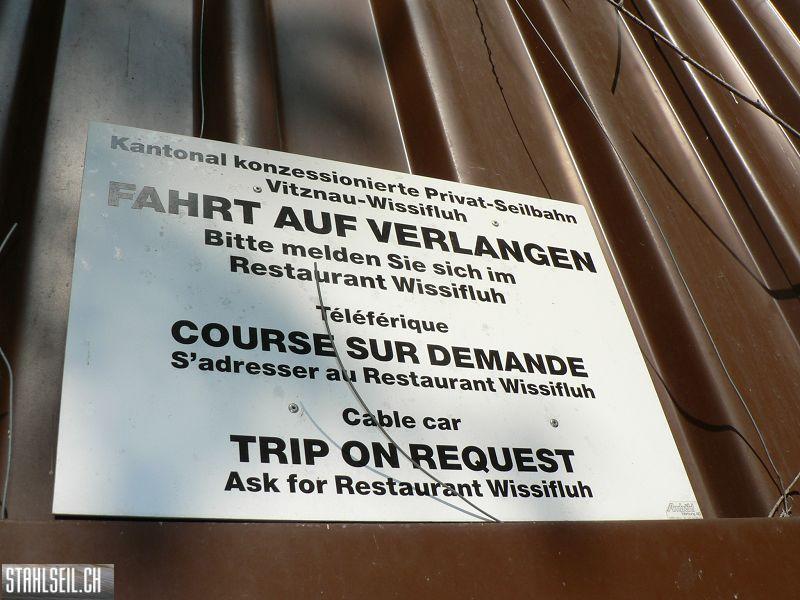 Kantonal konzessionierte Privat-Seilbahn
Vitznau-Wissifluh
FAHRT AUF VERLANGEN
Bitte melden Sie sich im
Restaurant Wissifluh
Téléférique
COURSE SUR DEMANDE
S'adresser au Restaurant Wissifluh
Cable car
TRIP ON REQUEST
Ask for Restaurant Wissifluh
STAHLSEIL.CH